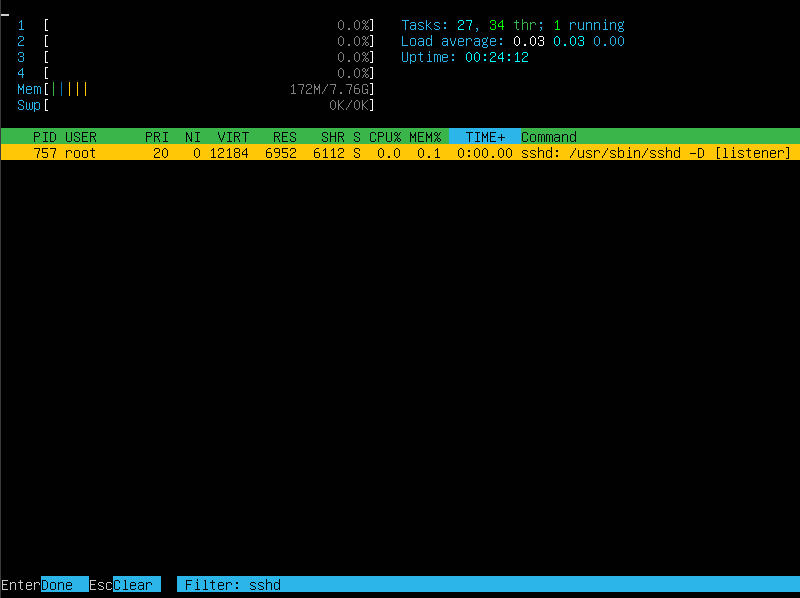 1 [ 0.0%] Tasks: 27, 34 thr; 1 running
2 [ 0.0%] Load average: 0.03 0.03 0.00
3 [ 0.0%] Uptime: 00:24:12
4 [ 0.0%]
Mem[||||| 172M/7.76G]
Swp[ 0K/0K]
PID USER PRI NI VIRT RES SHR S CPU% MEM% TIME+ Command
757 root 20 0 12184 6952 6112 S 0.0 0.1 0:00.00 sshd: /usr/sbin/sshd -D [listener]
EnterDone EscClear Filter: sshd